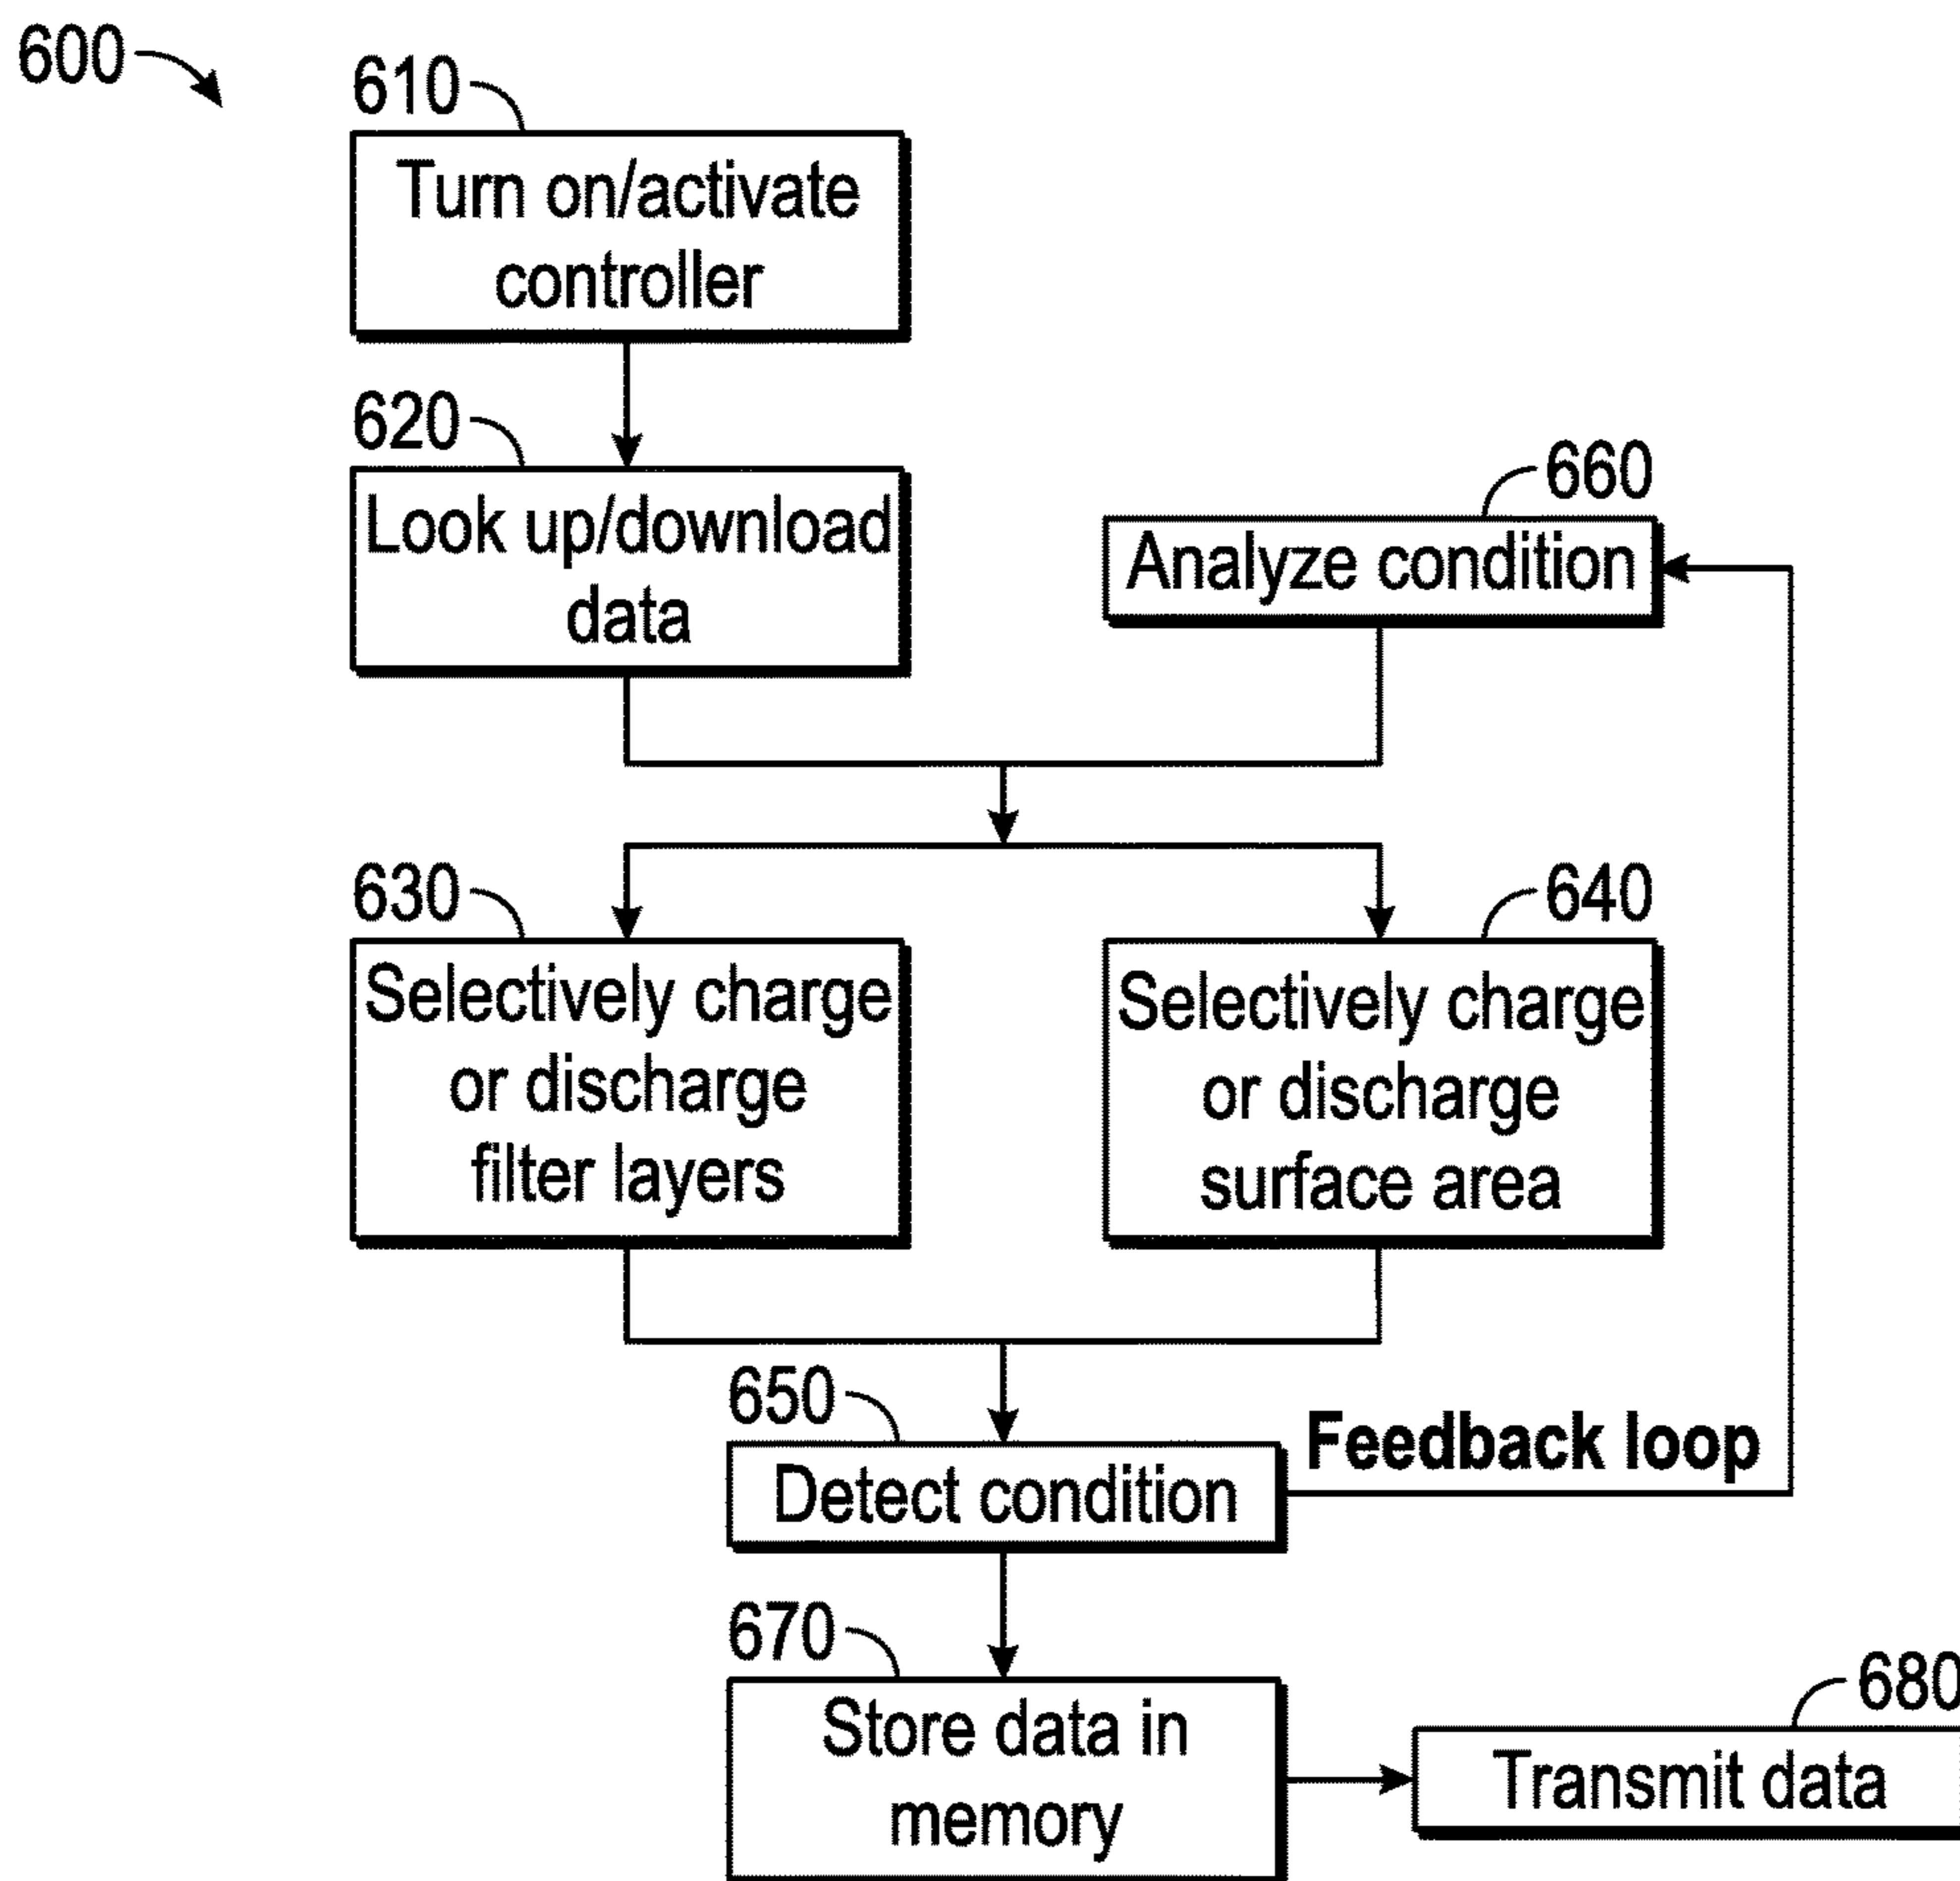 600
610
Turn on/activate
controller
620
Look up/download
data
660
Analyze condition
630
Selectively charge
or discharge
filter layers
640
Selectively charge
or discharge
surface area
650
Detect condition
Feedback loop
670
Store data in
memory
680
Transmit data